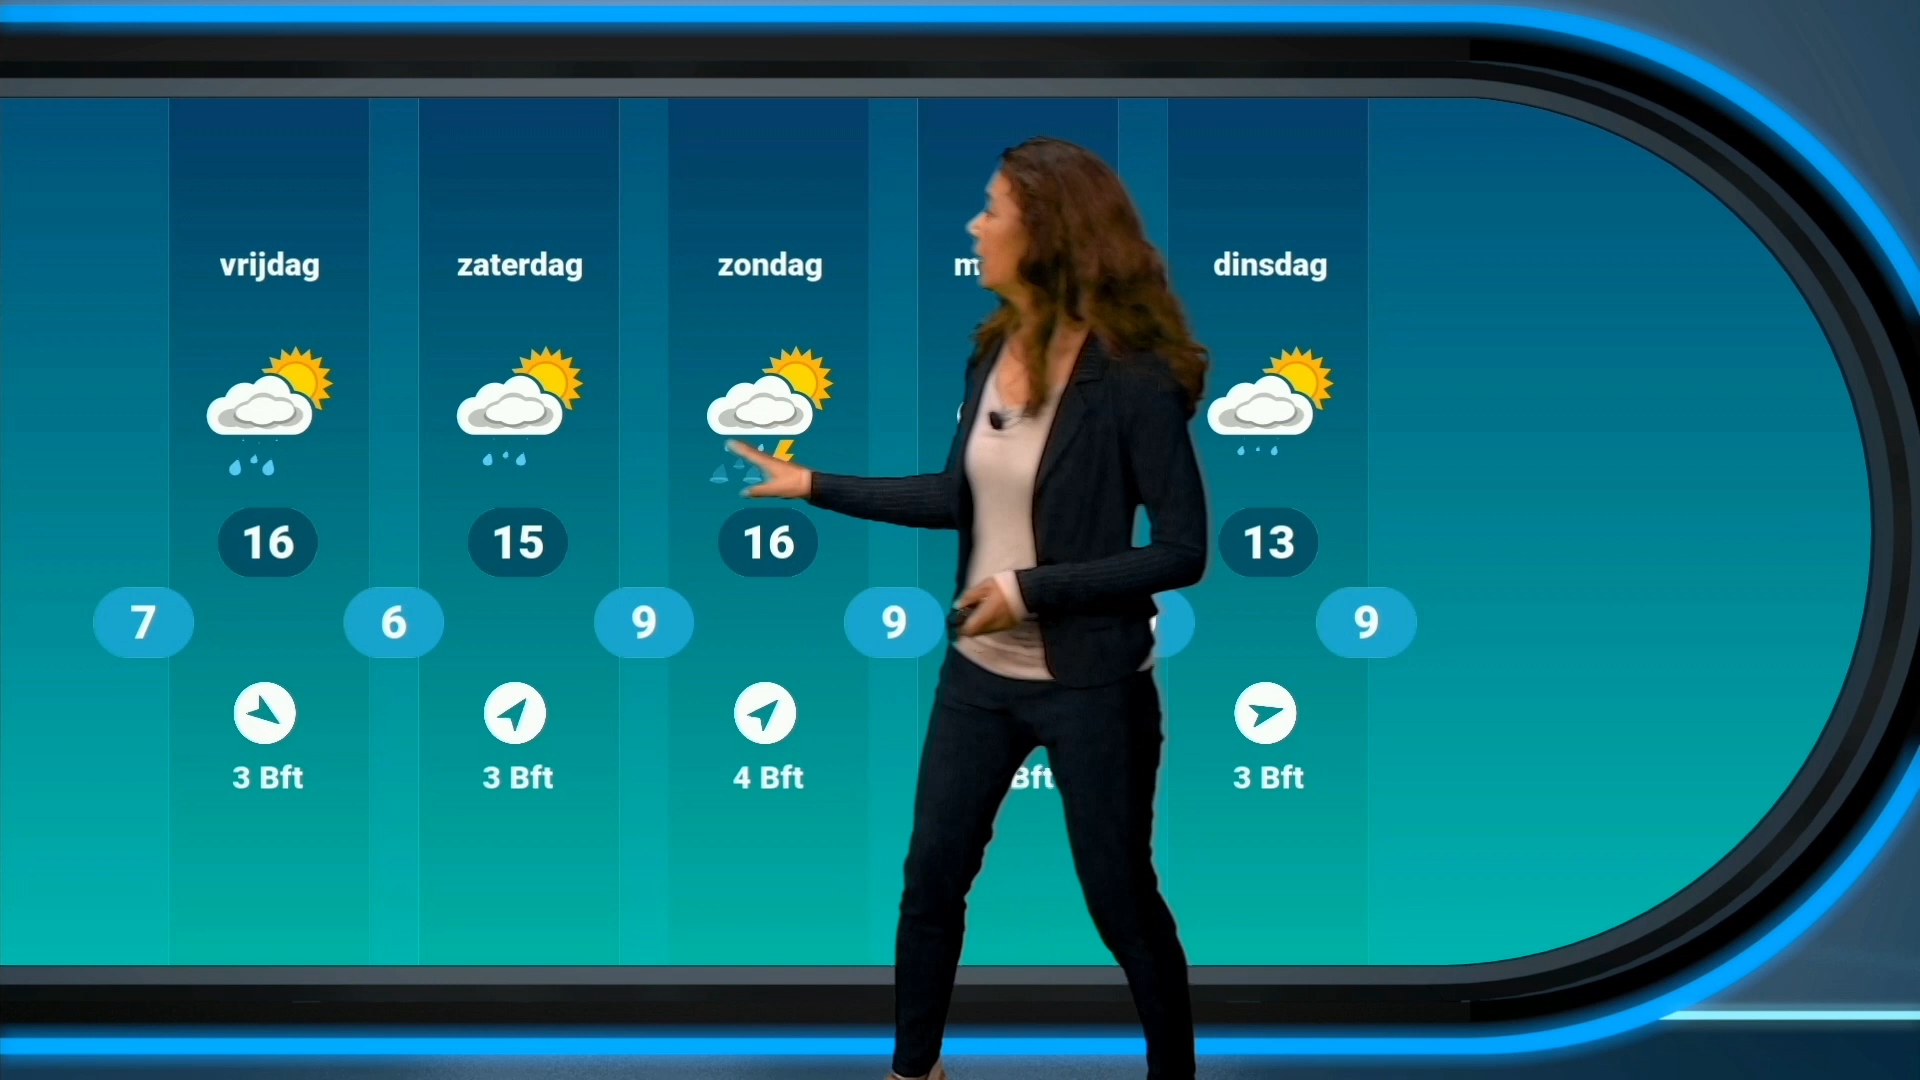 vrijdag zaterdag zondag m dinsdag
16 15 16 13
7 6 9 9 9
3 Bft 3 Bft 4 Bft Bft 3 Bft